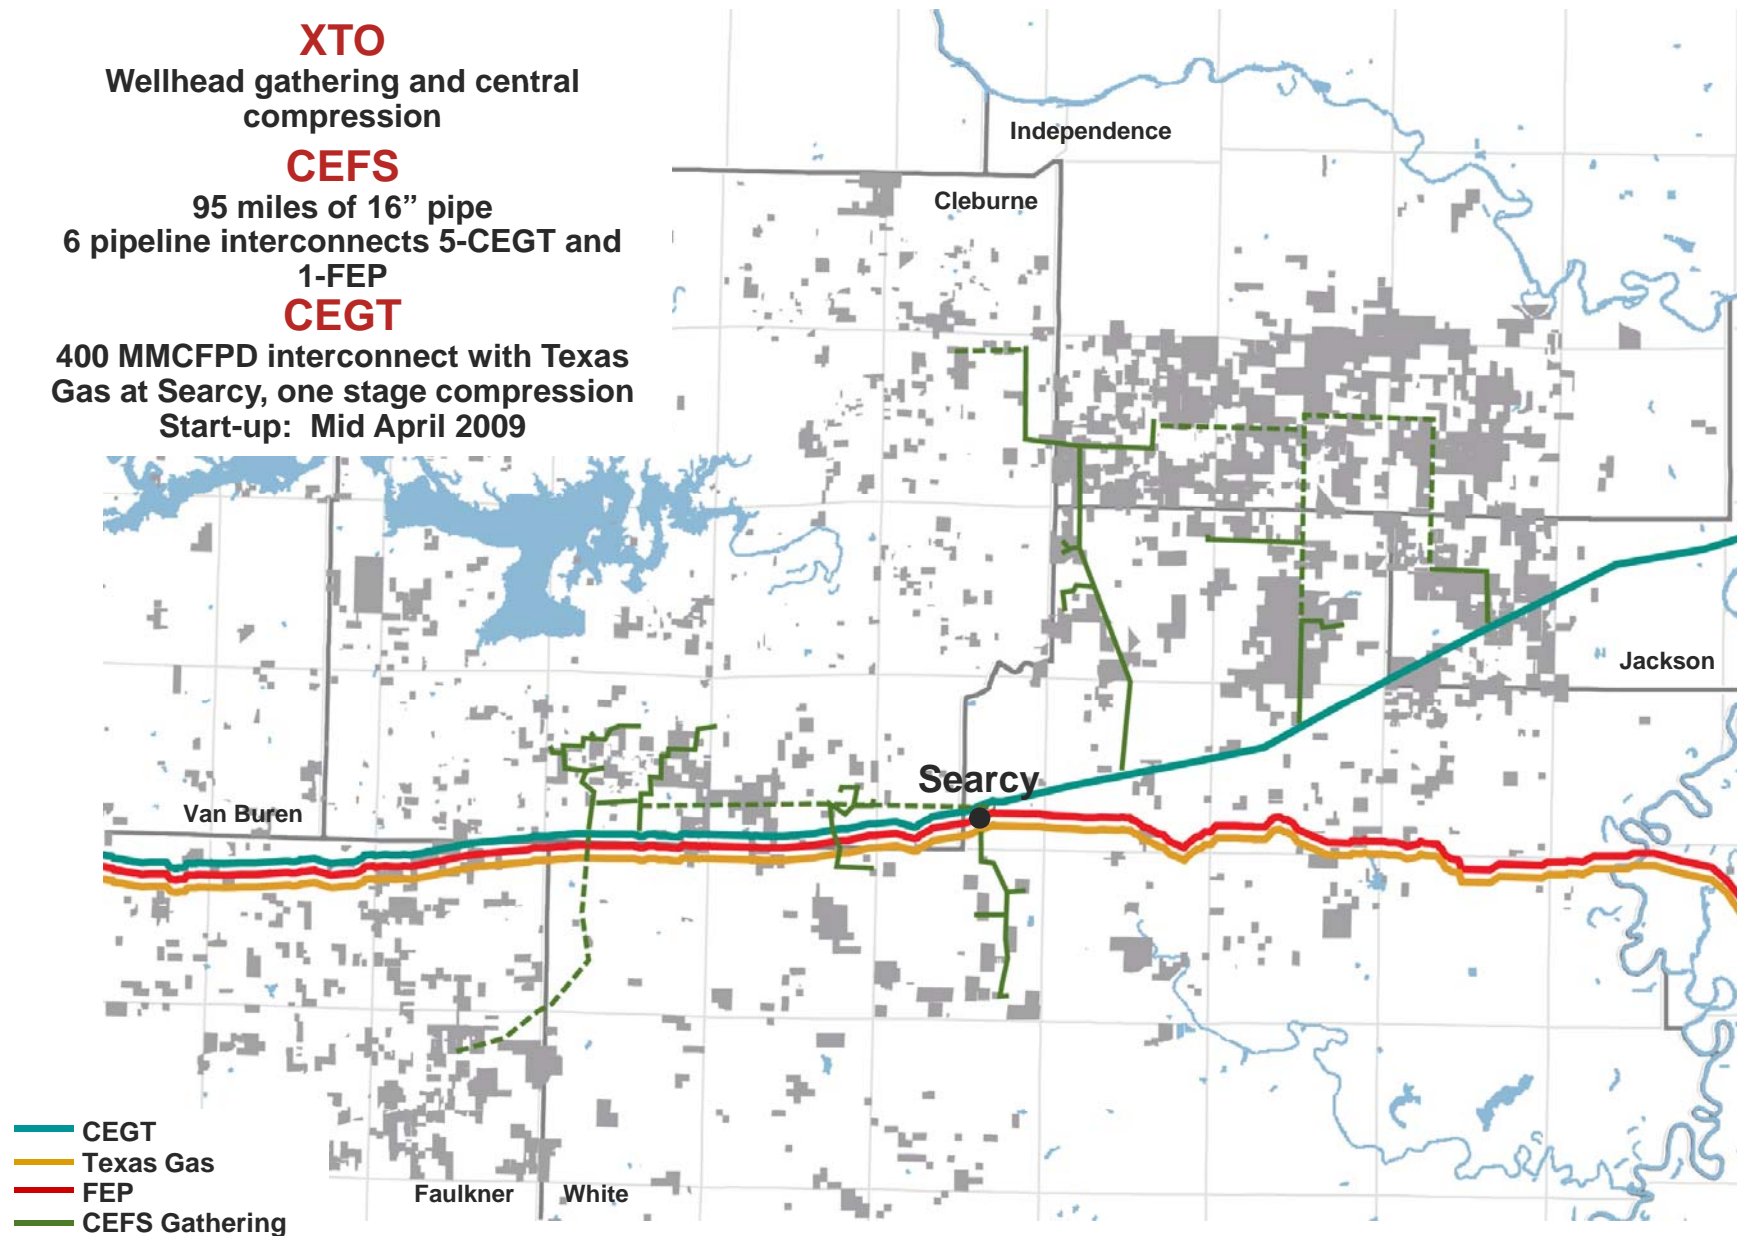 XTO
Wellhead gathering and central
compression
CEFS
95 miles of 16” pipe
6 pipeline interconnects 5-CEGT and
1-FEP
CEGT
400 MMCFPD interconnect with Texas
Gas at Searcy, one stage compression
Start-up:  Mid April 2009
Independence
Cleburne
Jackson
Searcy
Van Buren
CEGT
Texas Gas
FEP
CEFS Gathering
Faulkner
White